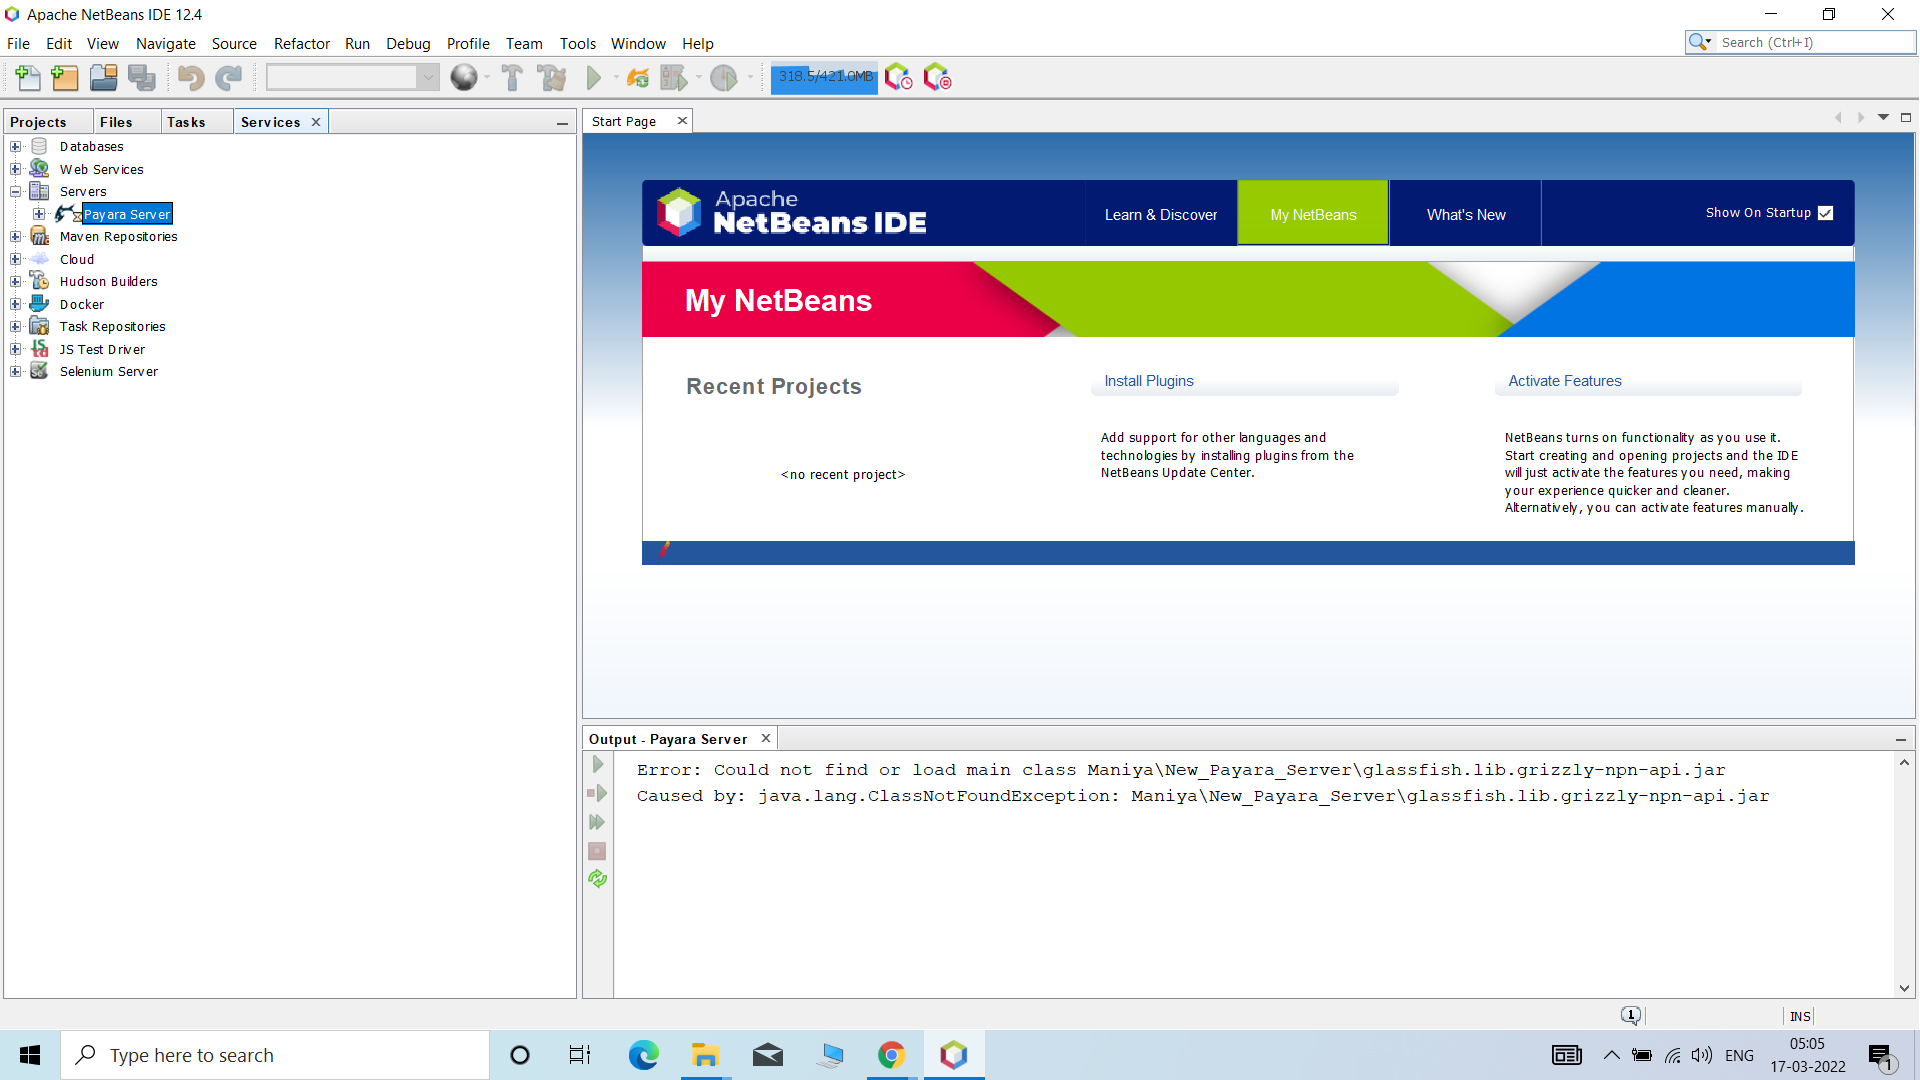 Apache NetBeans IDE 12.4
File Edit View Navigate Source Refactor Run Debug Profile Team Tools Window Help
Search (Ctrl+I)
318.5/421.0MB
Projects Files Tasks Services
Start Page
Databases
Web Services
Servers
Payara Server
Maven Repositories
Cloud
Hudson Builders
Docker
Task Repositories
JS Test Driver
Selenium Server
Apache
NetBeans IDE
Learn & Discover My NetBeans What's New Show On Startup
My NetBeans
Recent Projects
<no recent project>
Install Plugins
Add support for other languages and
technologies by installing plugins from the
NetBeans Update Center.
Activate Features
NetBeans turns on functionality as you use it.
Start creating and opening projects and the IDE
will just activate the features you need, making
your experience quicker and cleaner.
Alternatively, you can activate features manually.
Output - Payara Server
Error: Could not find or load main class Maniya\New_Payara_Server\glassfish.lib.grizzly-npn-api.jar
Caused by: java.lang.ClassNotFoundException: Maniya\New_Payara_Server\glassfish.lib.grizzly-npn-api.jar
1
INS
Type here to search
ENG
05:05
17-03-2022
1